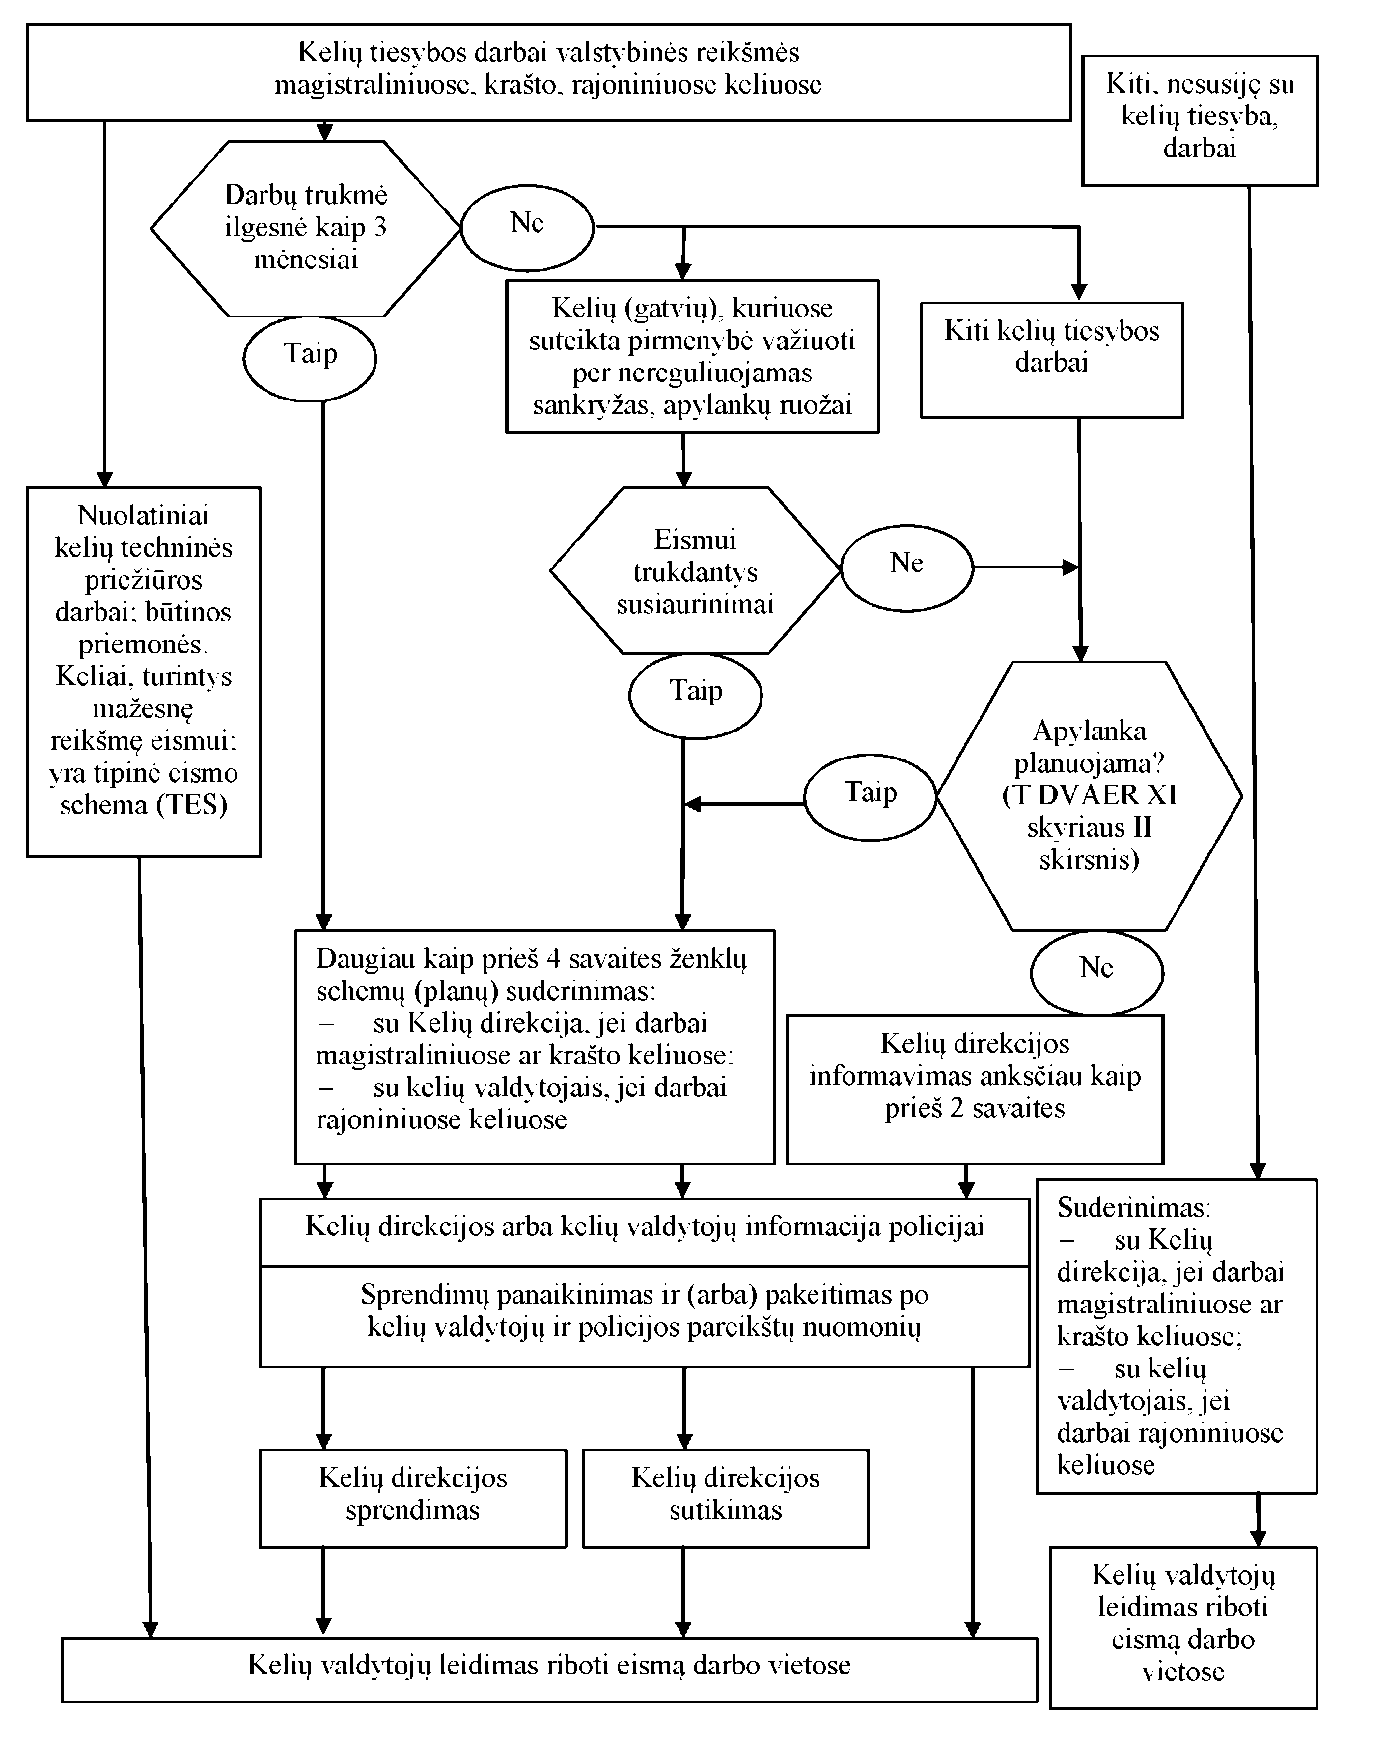 Kelių tiesybos darbai valstybinės reikšmės
magistraliniuose, krašto, rajoniniuose keliuose
Kiti, nesusiję su
kelių tiesyba,
darbai
Darbų trukmė
ilgesnė kaip 3
mėnesiai
Ne
Taip
Kelių (gatvių), kuriuose
suteikta pirmenybė važiuoti
per nereguliuojamas
sankryžas, apylankų ruožai
Kiti kelių tiesybos
darbai
Nuolatiniai
kelių techninės
priežiūros
darbai; būtinos
priemonės.
Keliai, turintys
mažesnę
reikšmę eismui;
yra tipinė eismo
schema (TES)
Eismui
trukdantys
susiaurinimai
Ne
Taip
Apylanka
planuojama?
(T DVAER XI
skyriaus II
skirsnis)
Taip
Ne
Daugiau kaip prieš 4 savaites ženklų
schemų (planų) suderinimas:
– su Kelių direkcija, jei darbai
magistraliniuose ar krašto keliuose;
– su kelių valdytojais, jei darbai
rajoniniuose keliuose
Kelių direkcijos
informavimas anksčiau kaip
prieš 2 savaites
Kelių direkcijos arba kelių valdytojų informacija policijai
Sprendimų panaikinimas ir (arba) pakeitimas po
kelių valdytojų ir policijos pareikštų nuomonių
Suderinimas:
– su Kelių
direkcija, jei darbai
magistraliniuose ar
krašto keliuose;
– su kelių
valdytojais, jei
darbai rajoniniuose
keliuose
Kelių direkcijos
sprendimas
Kelių direkcijos
sutikimas
Kelių valdytojų
leidimas riboti
eismą darbo
vietose
Kelių valdytojų leidimas riboti eismą darbo vietose